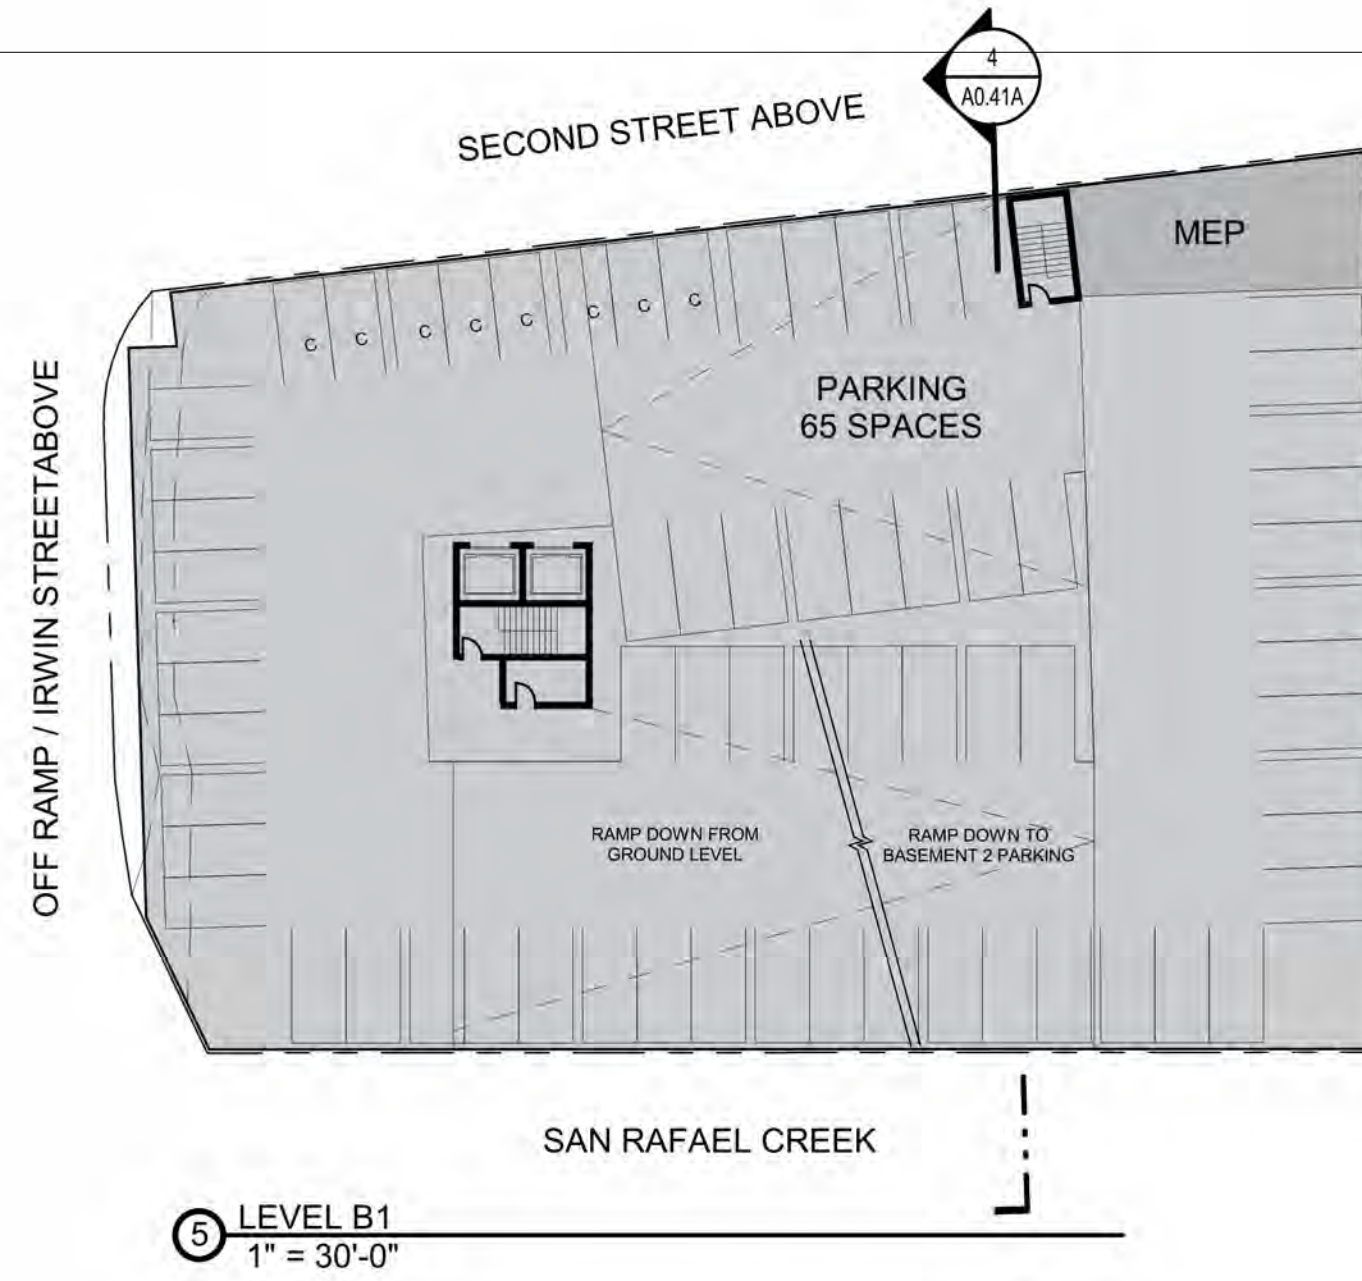 4
A0.41A
SECOND STREET ABOVE
MEP
C C C C C C C C
PARKING
65 SPACES
OFF RAMP / IRWIN STREETABOVE
RAMP DOWN FROM
GROUND LEVEL
RAMP DOWN TO
BASEMENT 2 PARKING
SAN RAFAEL CREEK
5
LEVEL B1
1" = 30'-0"